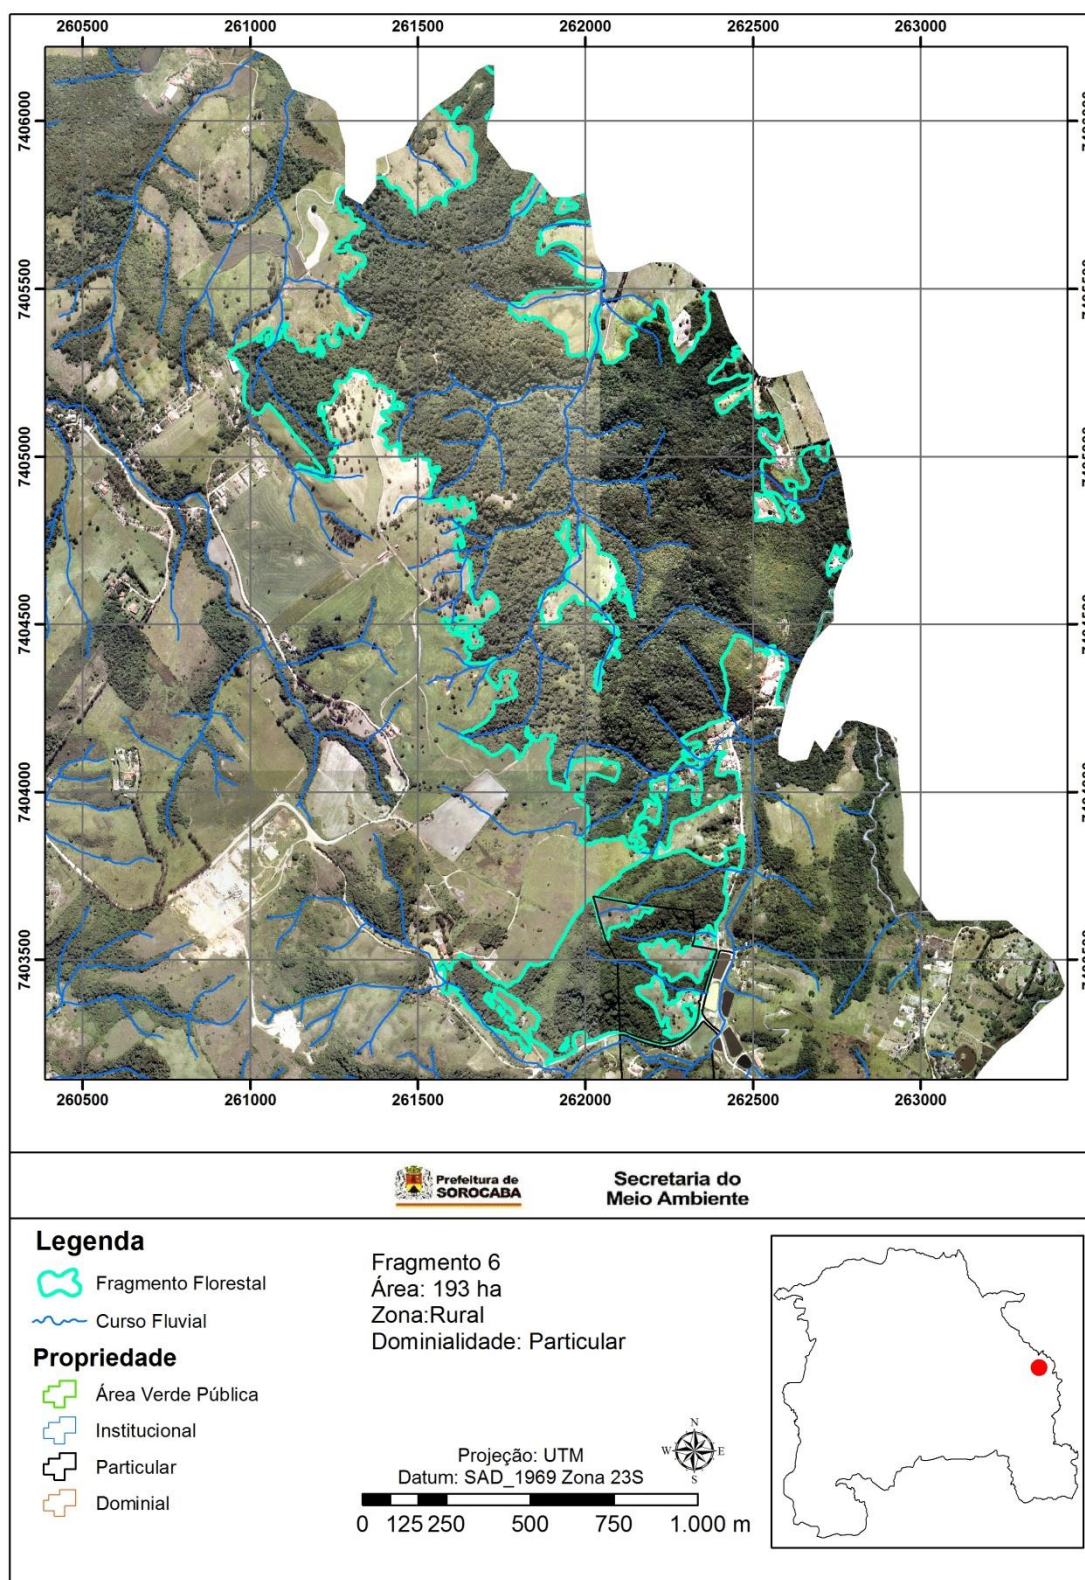 260500 261000 261500 262000 262500 263000
7406000
7405500 7405500
7405000
7404500
7404000
7403500
260500 261000 261500 262000 262500 263000
Prefeitura de
SOROCABA
Secretaria do
Meio Ambiente
Legenda
Fragmento Florestal
Curso Fluvial
Propriedade
Área Verde Pública
Institucional
Particular
Dominial
Fragmento 6
Área: 193 ha
Zona:Rural
Dominialidade: Particular
Projeção: UTM
Datum: SAD_1969 Zona 23S
N
W E
S
0 125 250 500 750 1.000 m